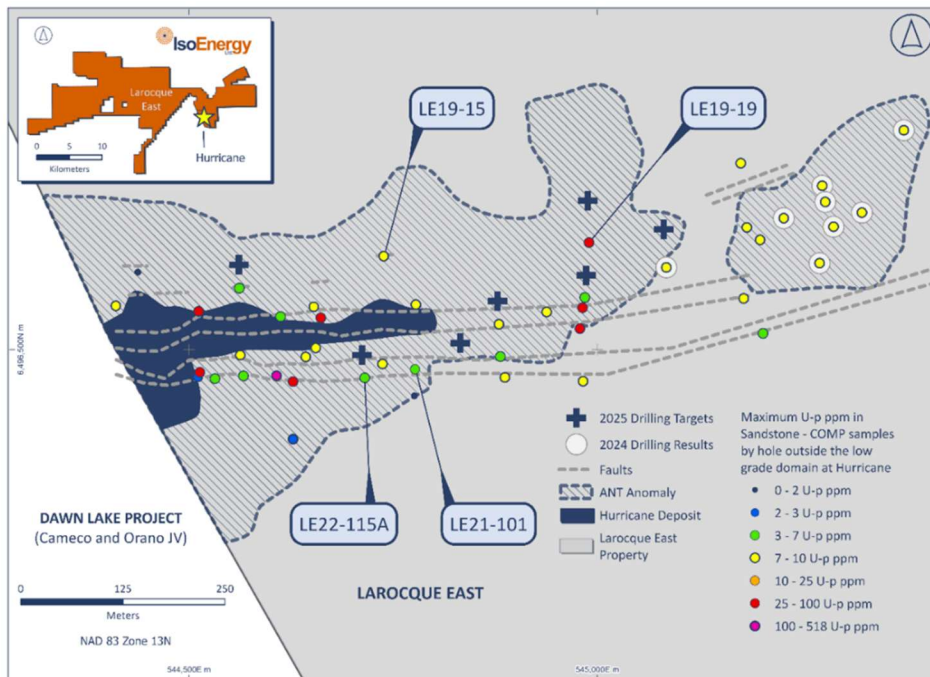 IsoEnergy
Larocque
East
0 5 10
Kilometers
Hurricane
LE19-15
LE19-19
6,496,500N m
LE22-115A
LE21-101
DAWN LAKE PROJECT
(Cameco and Orano JV)
0 125 250
Meters
NAD 83 Zone 13N
LAROCQUE EAST
544,500E m
545,000E m
2025 Drilling Targets
2024 Drilling Results
Faults
ANT Anomaly
Hurricane Deposit
Larocque East
Property
Maximum U-p ppm in
Sandstone - COMP samples
by hole outside the low
grade domain at Hurricane
0 - 2 U-p ppm
2 - 3 U-p ppm
3 - 7 U-p ppm
7 - 10 U-p ppm
10 - 25 U-p ppm
25 - 100 U-p ppm
100 - 518 U-p ppm